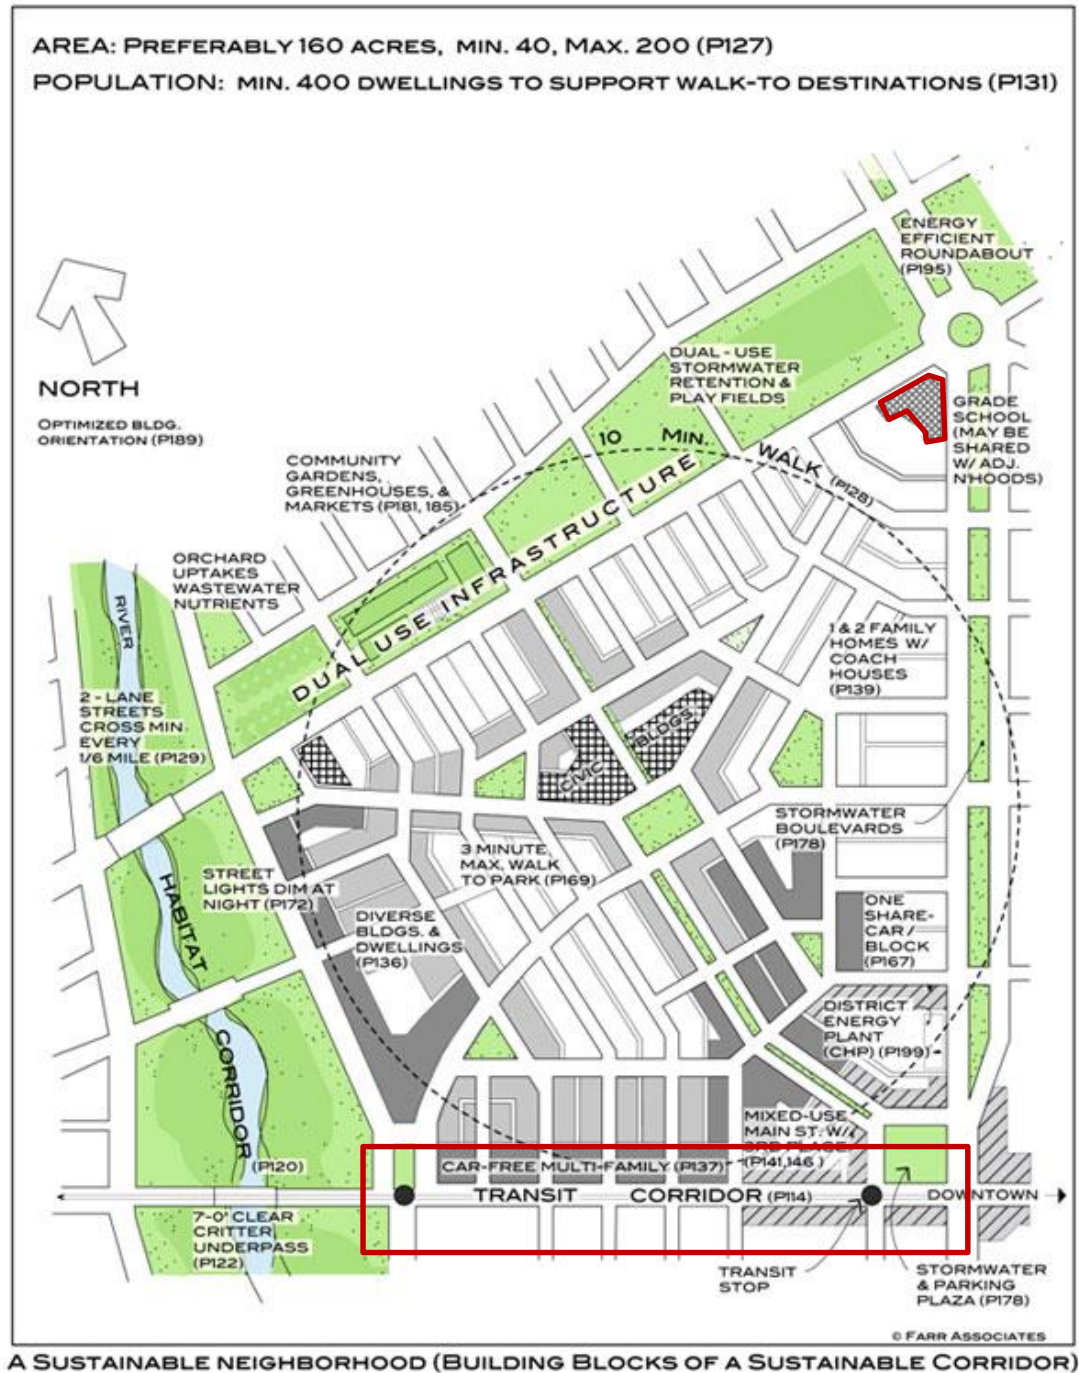 AREA: PREFERABLY 160 ACRES, MIN. 40, MAX. 200 (P127)
POPULATION: MIN. 400 DWELLINGS TO SUPPORT WALK-TO DESTINATIONS (P131)
ENERGY
EFFICIENT
ROUNDABOUT
(P195)
NORTH
OPTIMIZED BLDG.
ORIENTATION (P189)
DUAL - USE
STORMWATER
RETENTION &
PLAY FIELDS
GRADE
SCHOOL
(MAY BE
SHARED
W/ ADJ.
N'HOODS)
10 MIN. WALK (P128)
COMMUNITY
GARDENS,
GREENHOUSES, &
MARKETS (P181, 185)
DUAL USE INFRASTRUCTURE
ORCHARD
UPTAKES
WASTEWATER
NUTRIENTS
RIVER
1 & 2 FAMILY
HOMES W/
COACH
HOUSES
(P139)
2 - LANE
STREETS
CROSS MIN
EVERY
1/6 MILE (P129)
CIVIC BLDGS.
STORMWATER
BOULEVARDS
(P178)
3 MINUTE,
MAX, WALK
TO PARK (P169)
STREET
LIGHTS DIM AT
NIGHT (P172)
HABITAT CORRIDOR
(P120)
DIVERSE
BLDGS. &
DWELLINGS
(P136)
ONE
SHARE-
CAR /
BLOCK
(P167)
DISTRICT
ENERGY
PLANT
(CHP) (P199)
MIXED-USE
MAIN ST. W/
3RD PLACE
(P141,146 )
CAR-FREE MULTI-FAMILY (P137)
TRANSIT CORRIDOR (P114)
DOWNTOWN
7-0' CLEAR
CRITTER
UNDERPASS
(P122)
TRANSIT
STOP
STORMWATER
& PARKING
PLAZA (P178)
© FARR ASSOCIATES
A SUSTAINABLE NEIGHBORHOOD (BUILDING BLOCKS OF A SUSTAINABLE CORRIDOR)